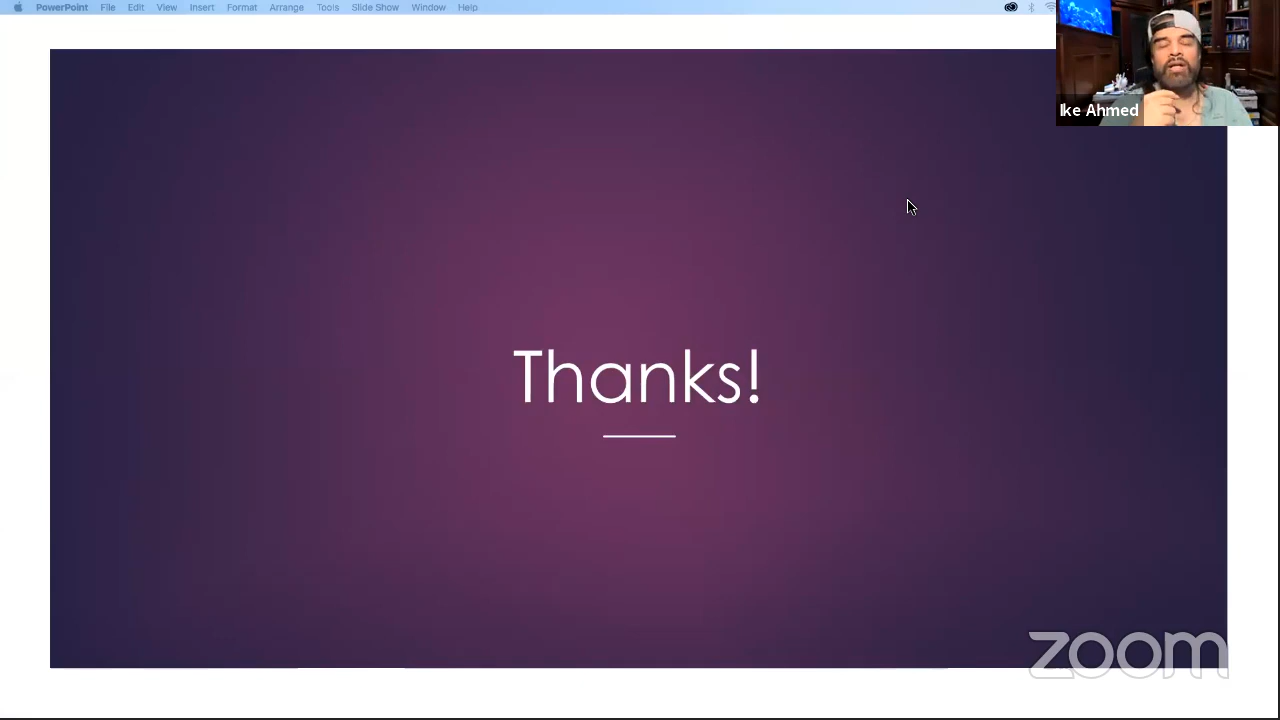 PowerPoint File Edit View Insert Format Arrange Tools Slide Show Window Help
Ike Ahmed
Thanks!
zoom